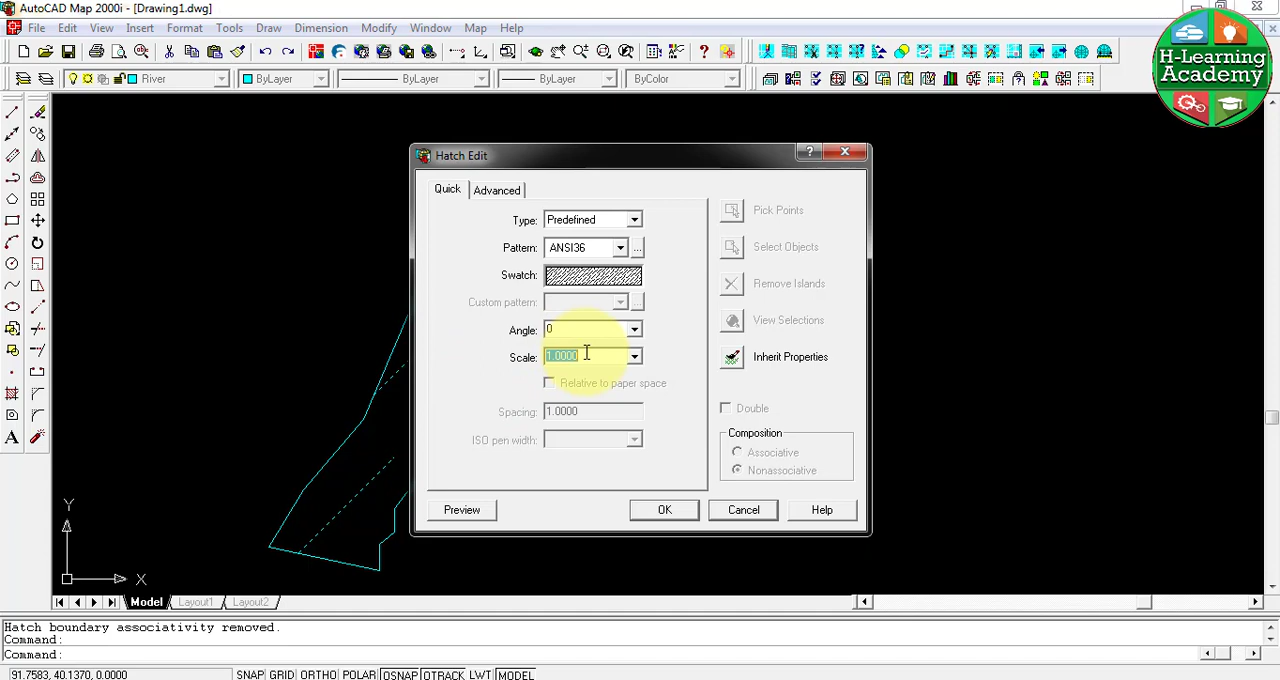 AutoCAD Map 2000i - [Drawing1.dwg]
File Edit View Insert Format Tools Draw Dimension Modify Window Map Help
River ByLayer ByLayer ByLayer ByColor
H-Learning
Academy
Hatch Edit
Quick Advanced
Type: Predefined
Pattern: ANSI36 ...
Swatch:
Custom pattern: ...
Angle: 0
Scale: 1.0000
Relative to paper space
Spacing: 1.0000
ISO pen width:
Pick Points
Select Objects
Remove Islands
View Selections
Inherit Properties
Double
Composition
Associative
Nonassociative
Preview OK Cancel Help
Y
X
Model Layout1 Layout2
Hatch boundary associativity removed.
Command:
Command:
91.7583, 40.1370, 0.0000 SNAP GRID ORTHO POLAR OSNAP OTRACK LWT MODEL